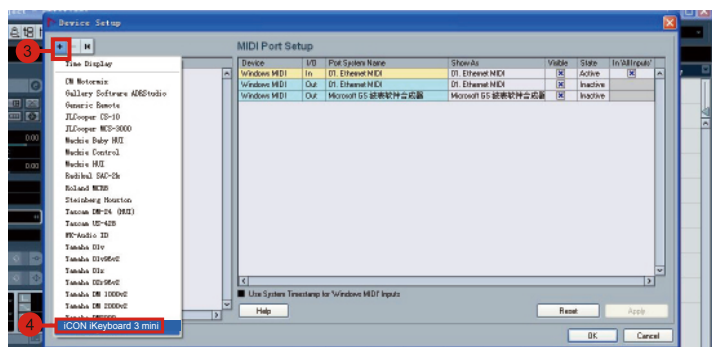 Device Setup
3
+ - |◄
MIDI Port Setup
Device I/O Port System Name Show As Visible State In 'All Inputs'
Windows MIDI In 01. Ethernet MIDI 01. Ethernet MIDI Active
Windows MIDI Out 01. Ethernet MIDI 01. Ethernet MIDI Inactive
Windows MIDI Out Microsoft GS 波表软件合成器 Microsoft GS 波表软件合成器 Inactive
Time Display
CM Motormix
Gallery Software ADEStudio
Generic Remote
JLCooper CS-10
JLCooper MCS-3000
Mackie Baby HUI
Mackie Control
Mackie HUI
Radikal SAC-2k
Roland MCR8
Steinberg Houston
Tascam DM-24 (HUI)
Tascam US-428
WK-Audio ID
Yamaha 01v
Yamaha 01v96v2
Yamaha 01x
Yamaha 02r96v2
Yamaha DM 1000v2
Yamaha DM 2000v2
4
iCON iKeyboard 3 mini
0.00
0.00
Use System Timestamp for 'Windows MIDI' Inputs
Help Reset Apply
OK Cancel